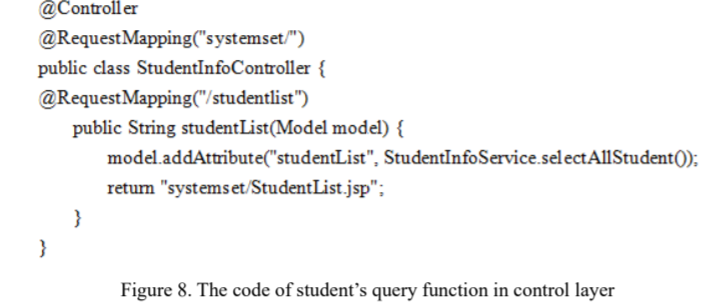 @Controller
@RequestMapping("systemset/")
public class StudentInfoController {
@RequestMapping("/studentlist")
public String studentList(Model model) {
model.addAttribute("studentList", StudentInfoService.selectAllStudent());
return "systemset/StudentList.jsp";
}
}
Figure 8. The code of student’s query function in control layer